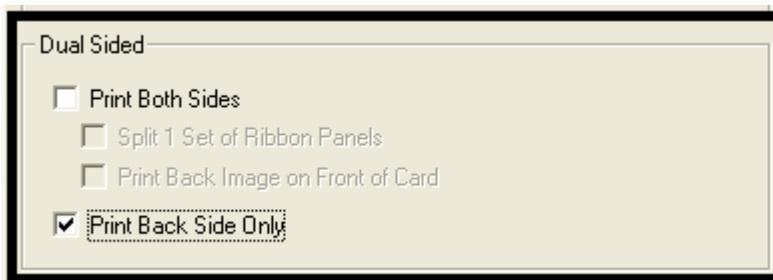 Dual Sided
Print Both Sides
Split 1 Set of Ribbon Panels
Print Back Image on Front of Card
Print Back Side Only